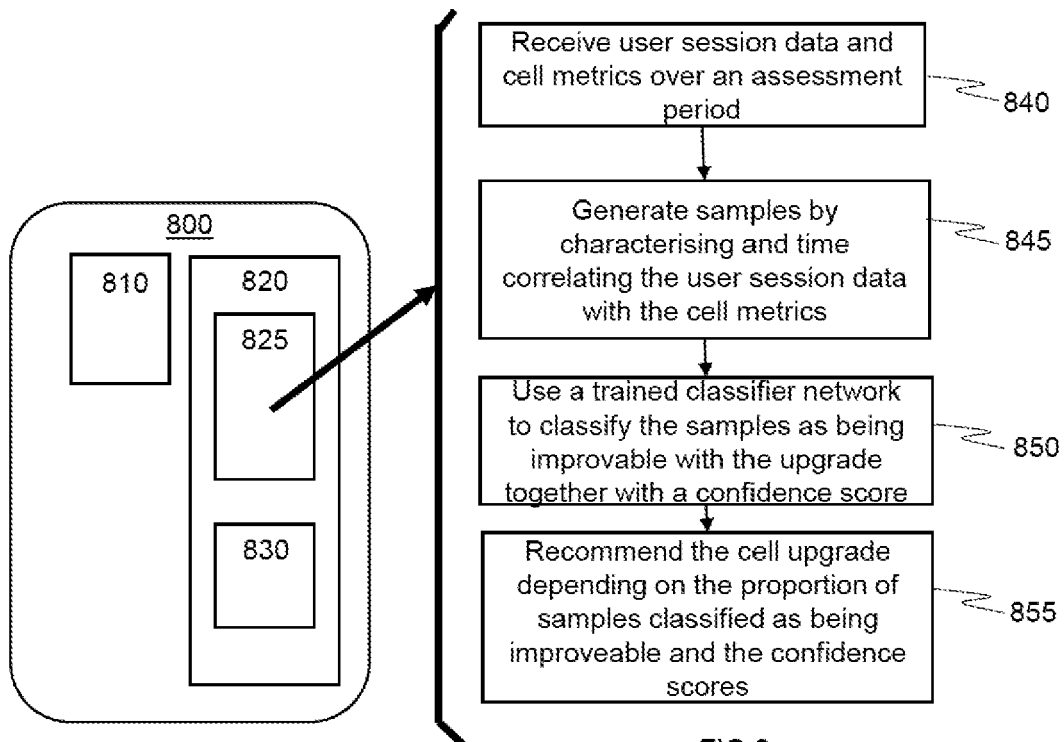 Receive user session data and
cell metrics over an assessment
period
840
Generate samples by
characterising and time
correlating the user session data
with the cell metrics
845
Use a trained classifier network
to classify the samples as being
improvable with the upgrade
together with a confidence score
850
Recommend the cell upgrade
depending on the proportion of
samples classified as being
improveable and the confidence
scores
855
800
810
820
825
830